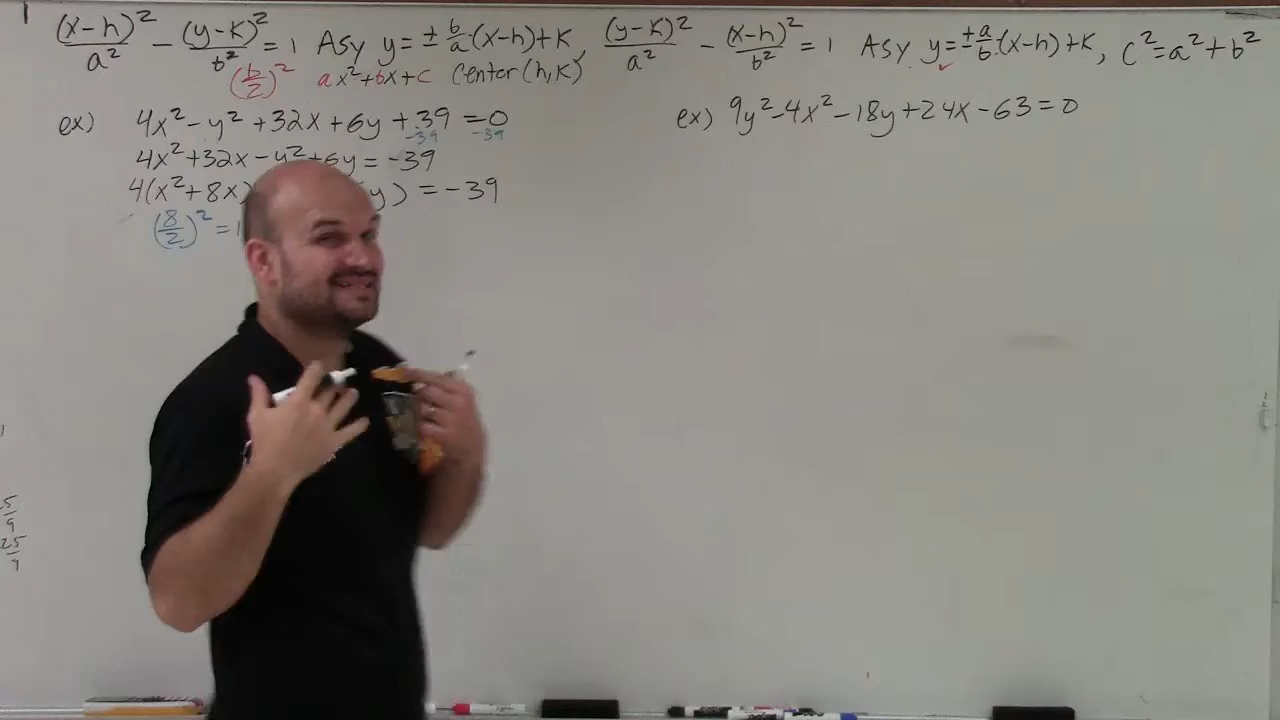 (x-h)²/a² - (y-k)²/b² = 1 Asy y = ± b/a (x-h)+k, (y-k)²/a² - (x-h)²/b² = 1 Asy y = ±a/b (x-h)+k, c² = a² + b²
(b/2)² ax²+bx+c Center (h,k)
ex) 4x² - y² + 32x + 6y + 39 = 0
-39 -39
4x² + 32x - y² + 6y = -39
4(x² + 8x) y) = -39
(8/2)² = 1
ex) 9y² - 4x² - 18y + 24x - 63 = 0
5/9